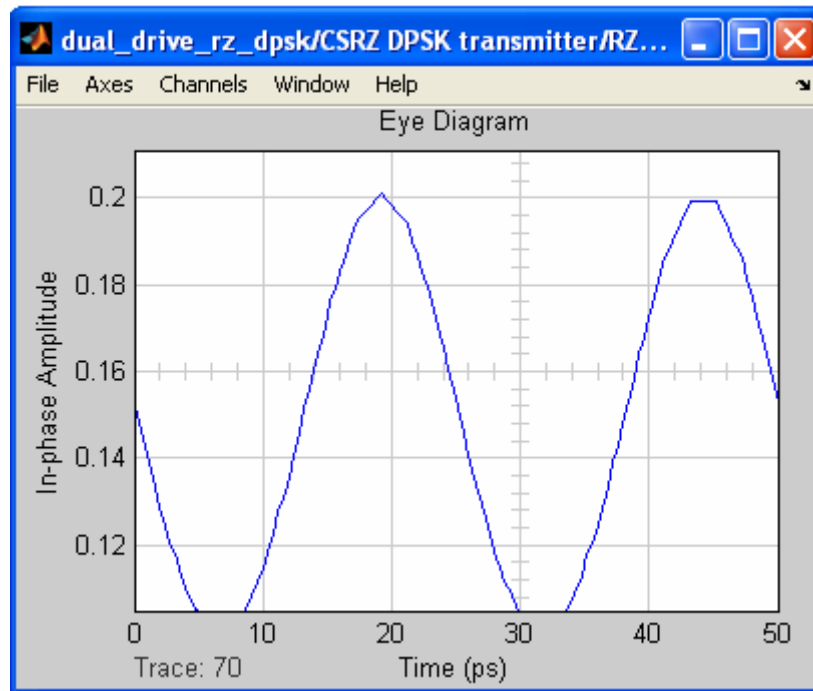 dual_drive_rz_dpsk/CSRZ DPSK transmitter/RZ...
File Axes Channels Window Help
Eye Diagram
In-phase Amplitude
0.2
0.18
0.16
0.14
0.12
0 10 20 30 40 50
Trace: 70
Time (ps)